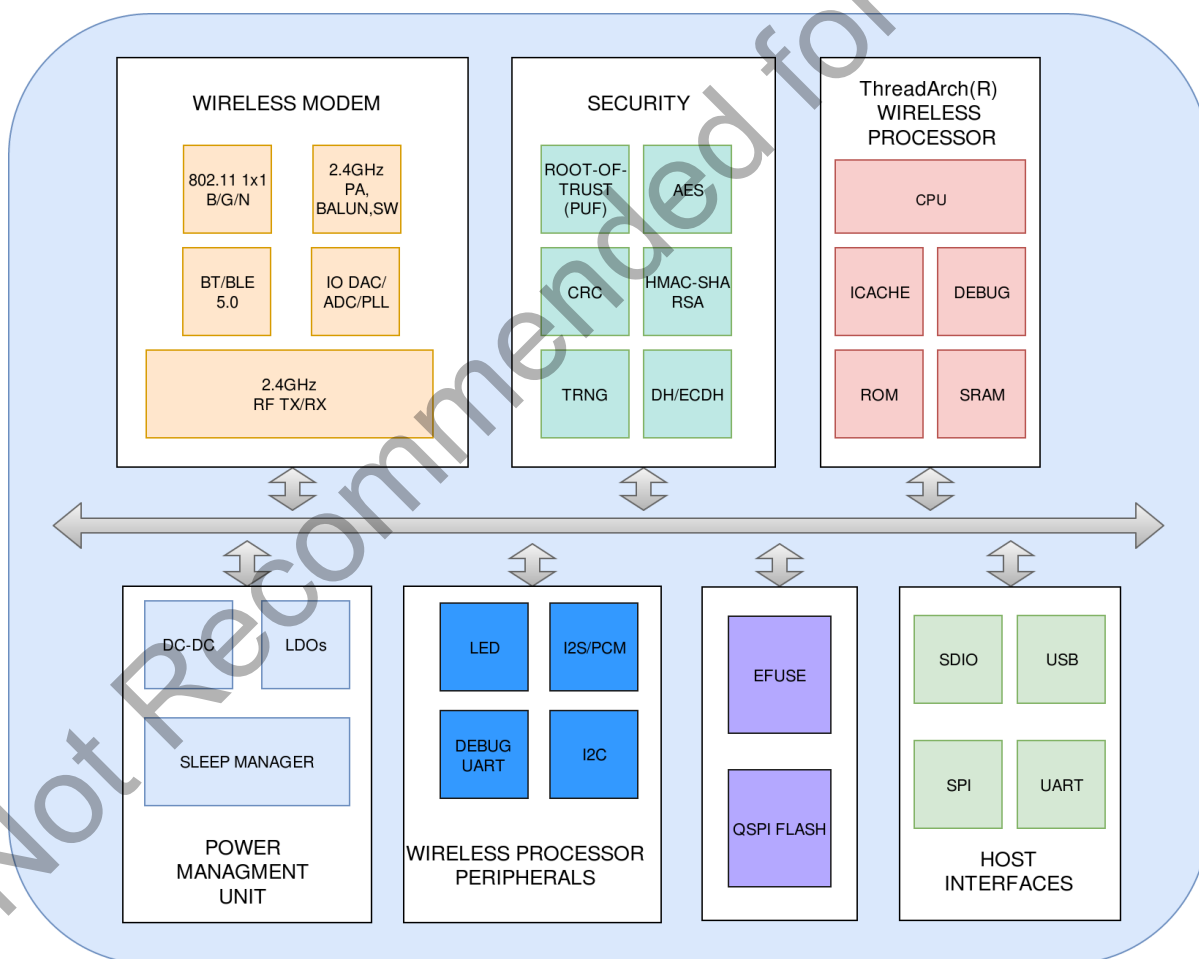 WIRELESS MODEM
802.11 1x1
B/G/N
2.4GHz
PA,
BALUN,SW
BT/BLE
5.0
IO DAC/
ADC/PLL
2.4GHz
RF TX/RX
SECURITY
ROOT-OF-
TRUST
(PUF)
AES
CRC
HMAC-SHA
RSA
TRNG
DH/ECDH
ThreadArch(R)
WIRELESS
PROCESSOR
CPU
ICACHE
DEBUG
ROM
SRAM
DC-DC
LDOs
SLEEP MANAGER
POWER
MANAGMENT
UNIT
LED
I2S/PCM
DEBUG
UART
I2C
WIRELESS PROCESSOR
PERIPHERALS
EFUSE
QSPI FLASH
SDIO
USB
SPI
UART
HOST
INTERFACES
Not Recommended for